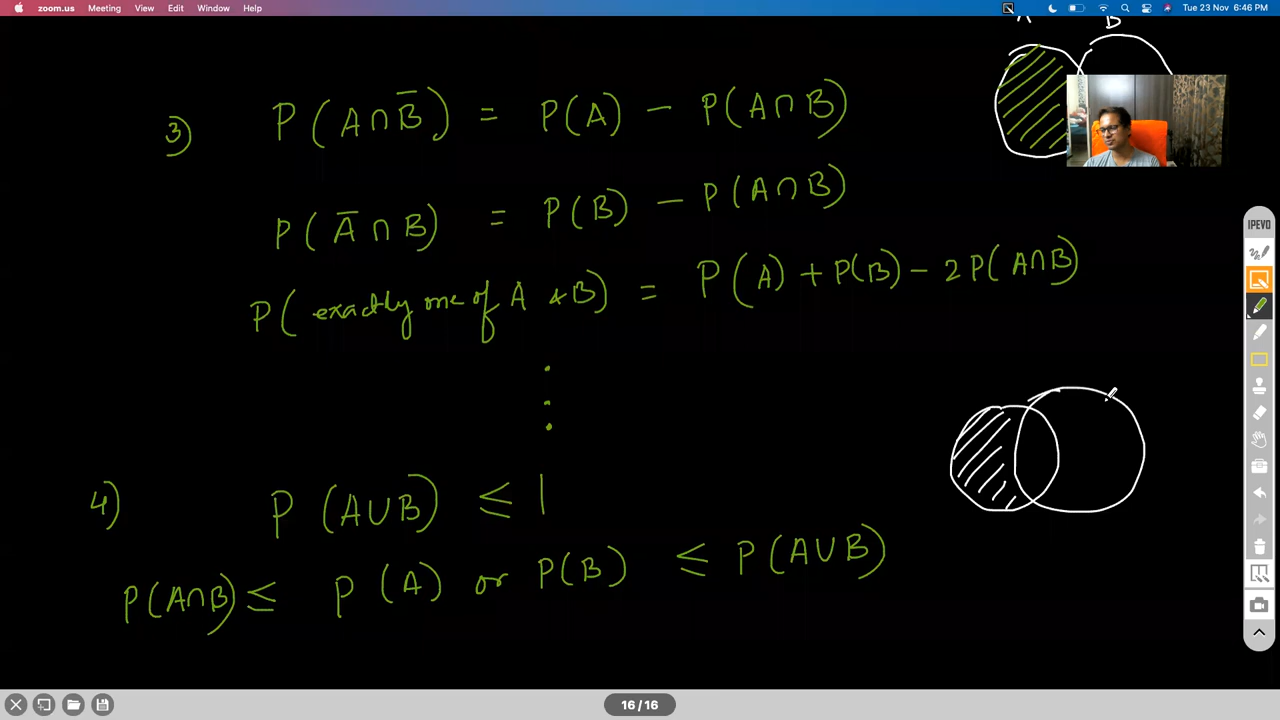 zoom.us Meeting View Edit Window Help Tue 23 Nov 6:46 PM
A B
3) P(A∩B̅) = P(A) − P(A∩B)
P(A̅∩B) = P(B) − P(A∩B)
P(exactly one of A & B) = P(A) + P(B) − 2P(A∩B)
4) P(A∪B) ≤ 1
P(A∩B) ≤ P(A) or P(B) ≤ P(A∪B)
IPEVO
16 / 16